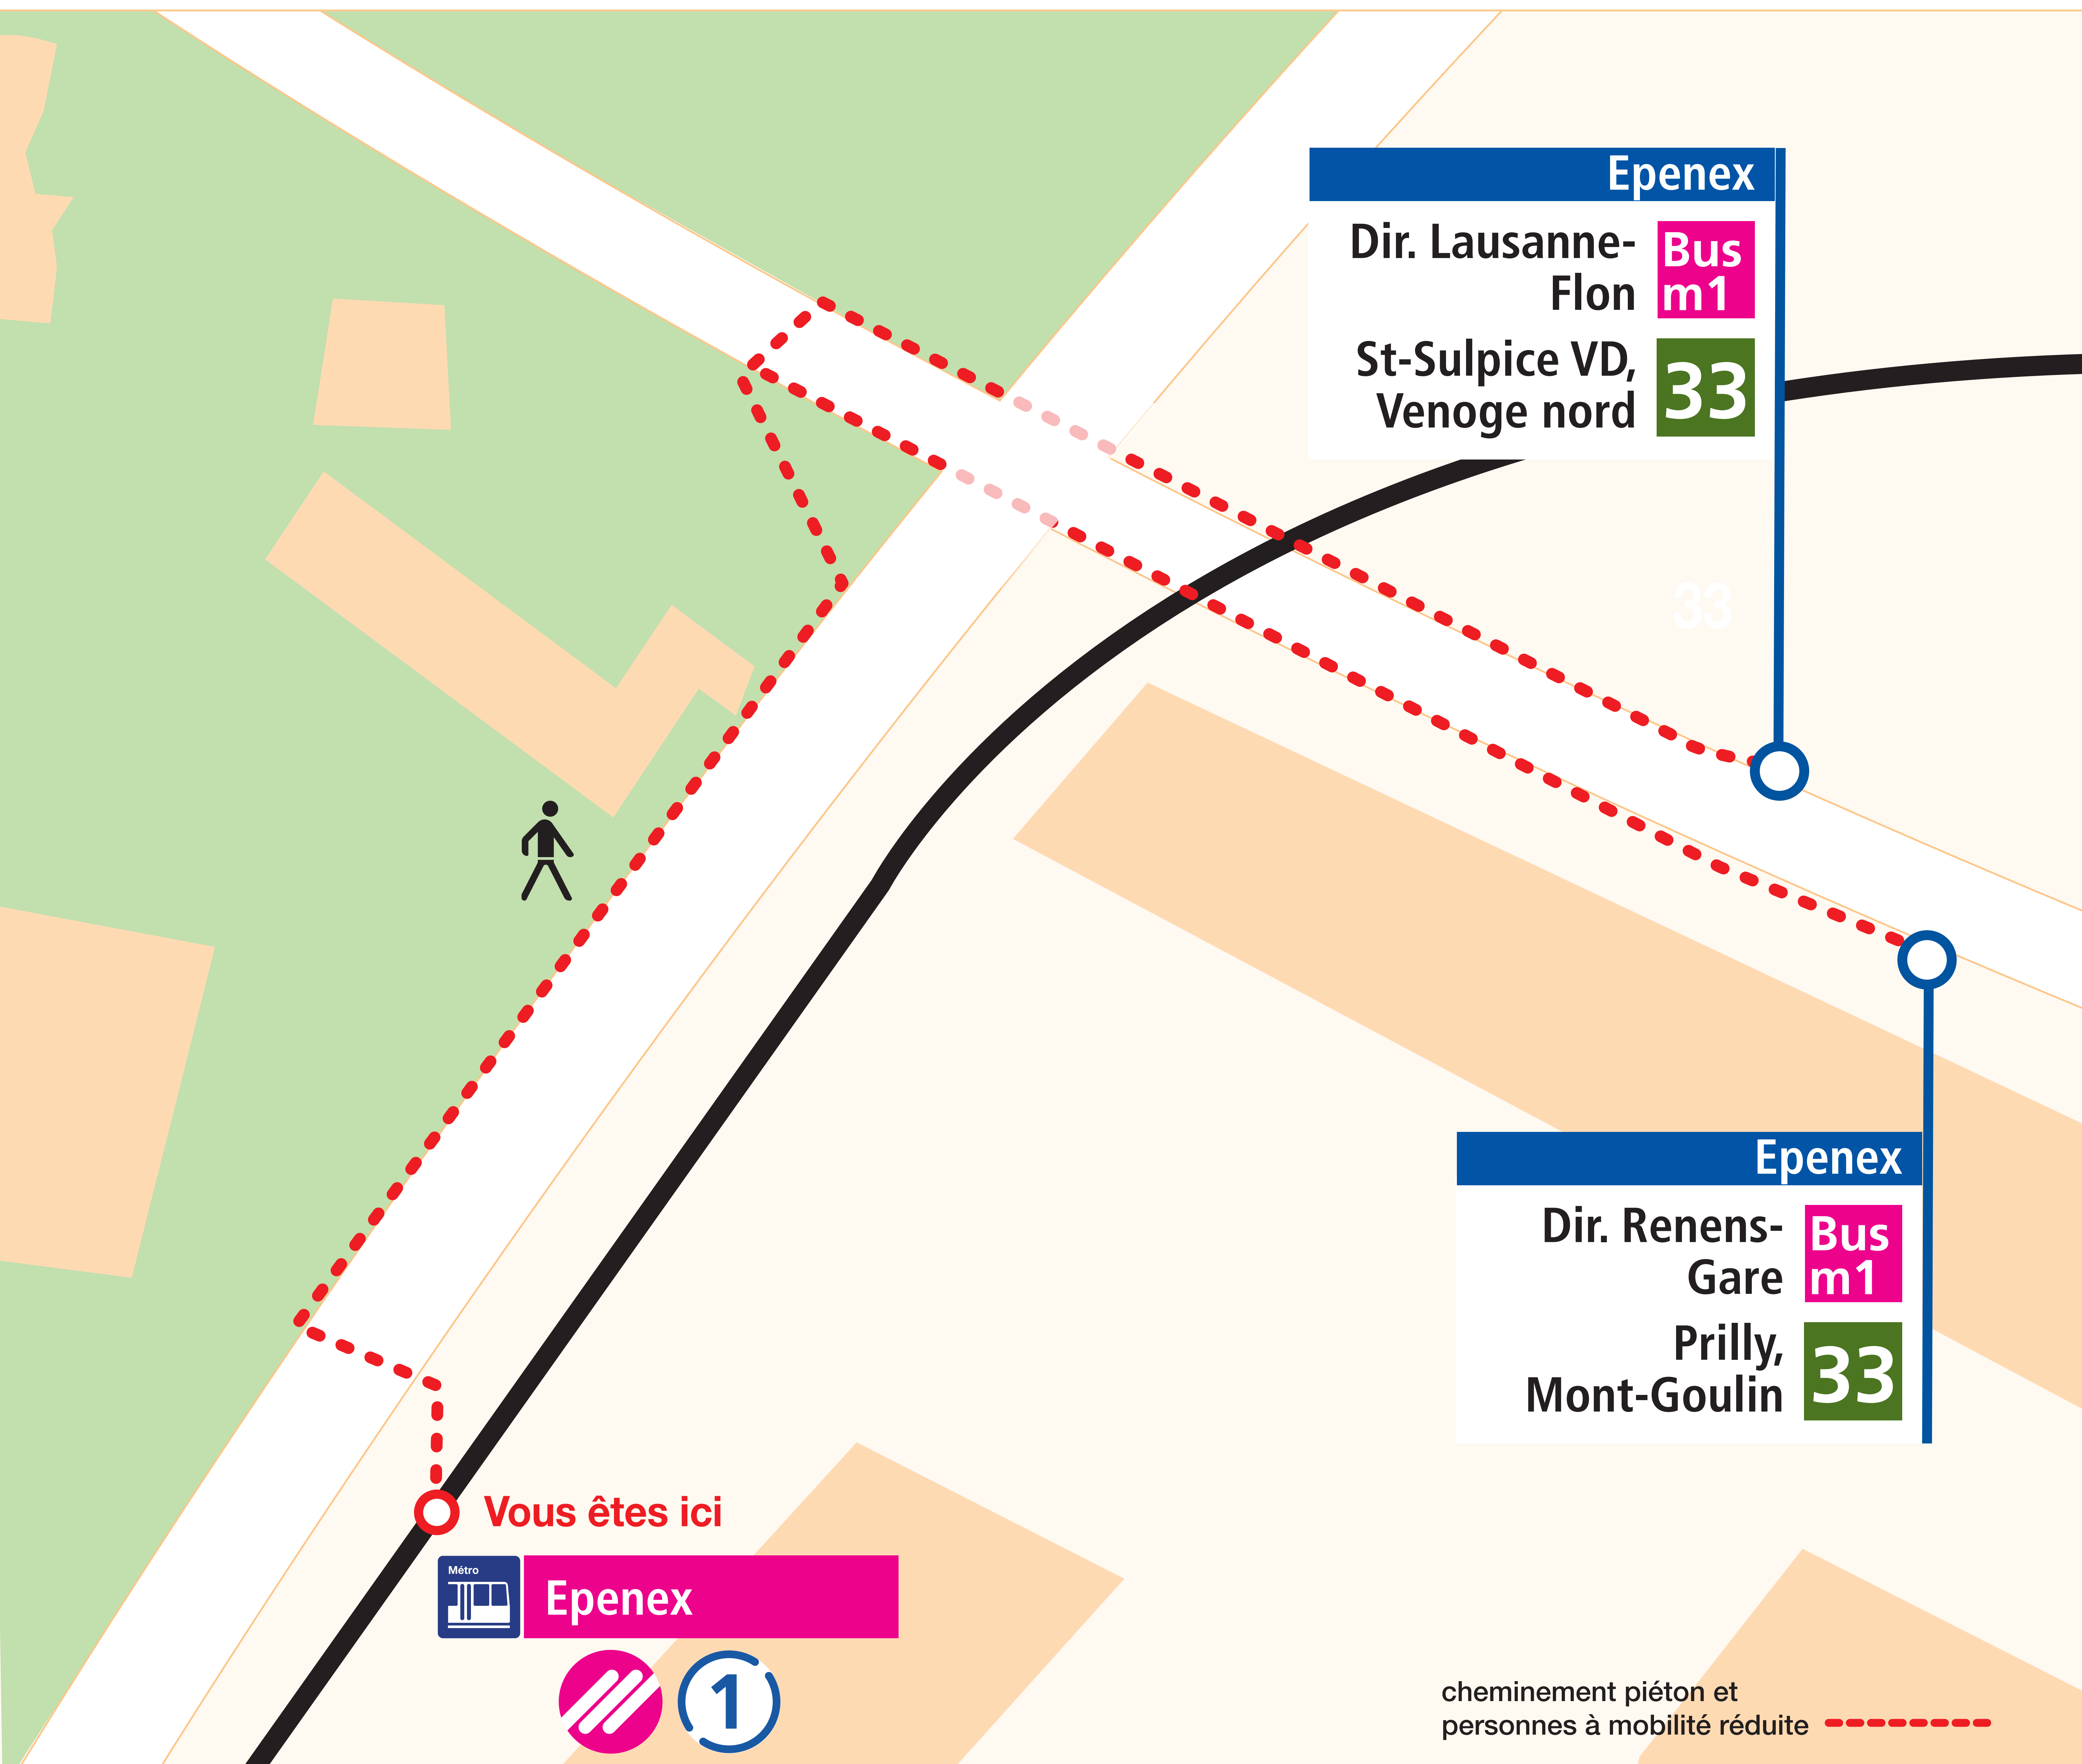 Epenex
Dir. Lausanne-
Flon
Bus
m1
St-Sulpice VD,
Venoge nord
33
33
Epenex
Dir. Renens-
Gare
Bus
m1
Prilly,
Mont-Goulin
33
Vous êtes ici
Métro
Epenex
1
cheminement piéton et
personnes à mobilité réduite